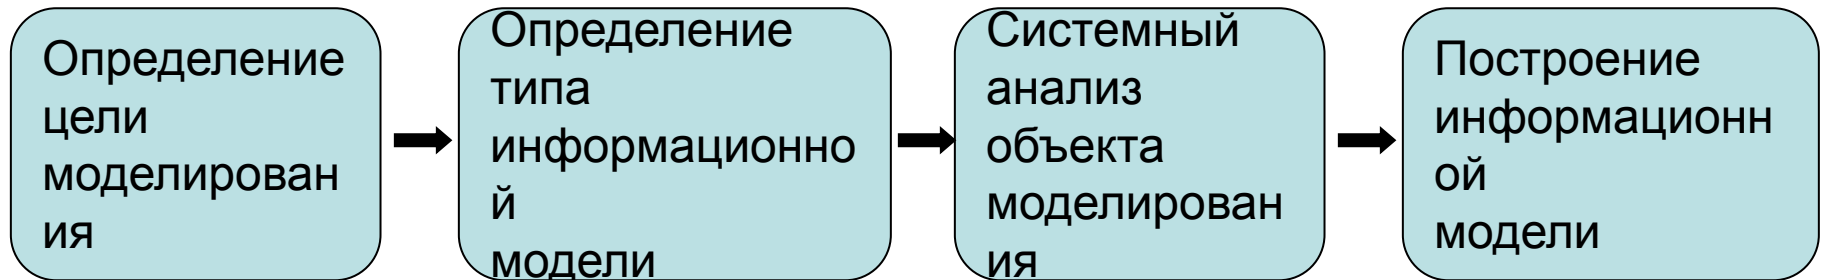 Определение
цели
моделирован
ия
Определение
типа
информационно
й
модели
Системный
анализ
объекта
моделирован
ия
Построение
информационн
ой
модели